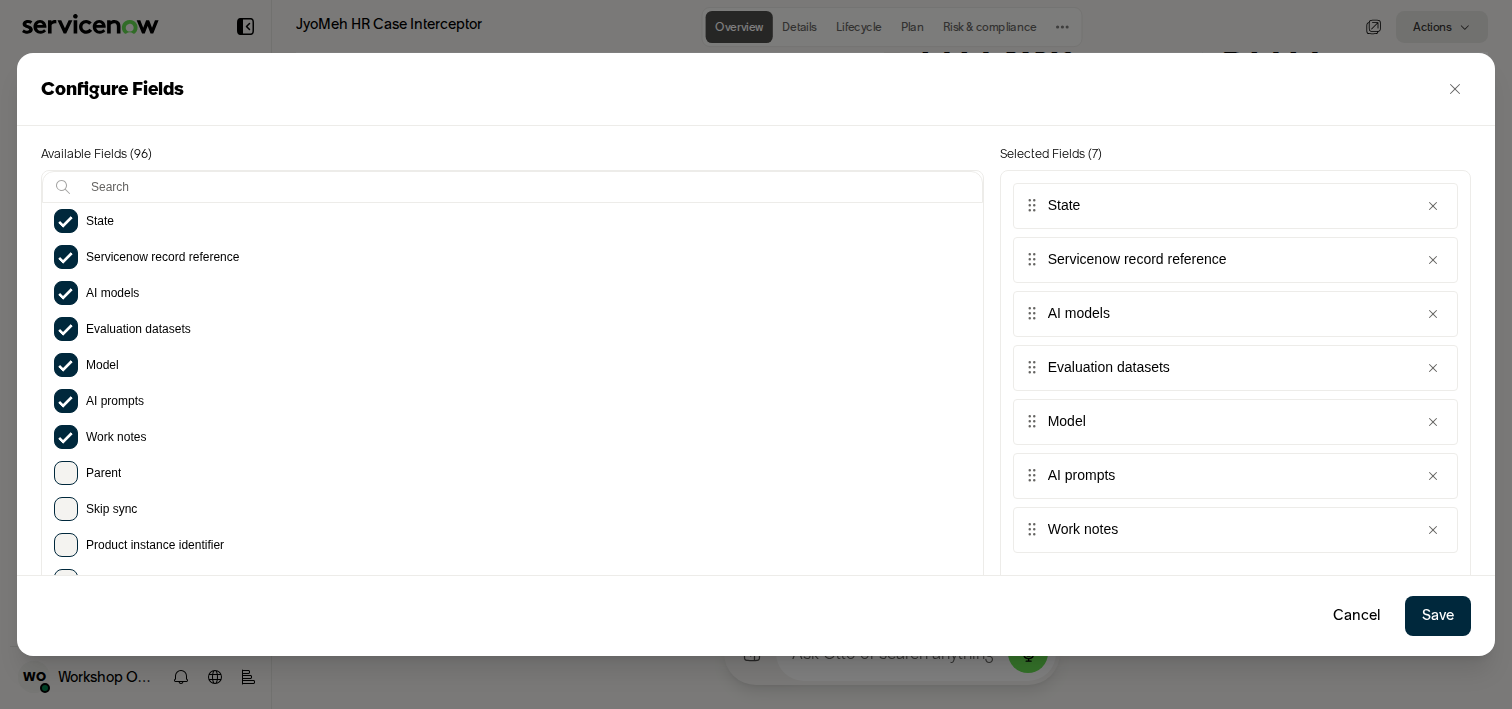 servicenow
JyoMeh HR Case Interceptor
Overview
Details
Lifecycle
Plan
Risk & compliance
Actions
Configure Fields
Available Fields (96)
Search
State
Servicenow record reference
AI models
Evaluation datasets
Model
AI prompts
Work notes
Parent
Skip sync
Product instance identifier
Selected Fields (7)
State
Servicenow record reference
AI models
Evaluation datasets
Model
AI prompts
Work notes
Cancel
Save
Ask Otto or search anything
WO
Workshop O...